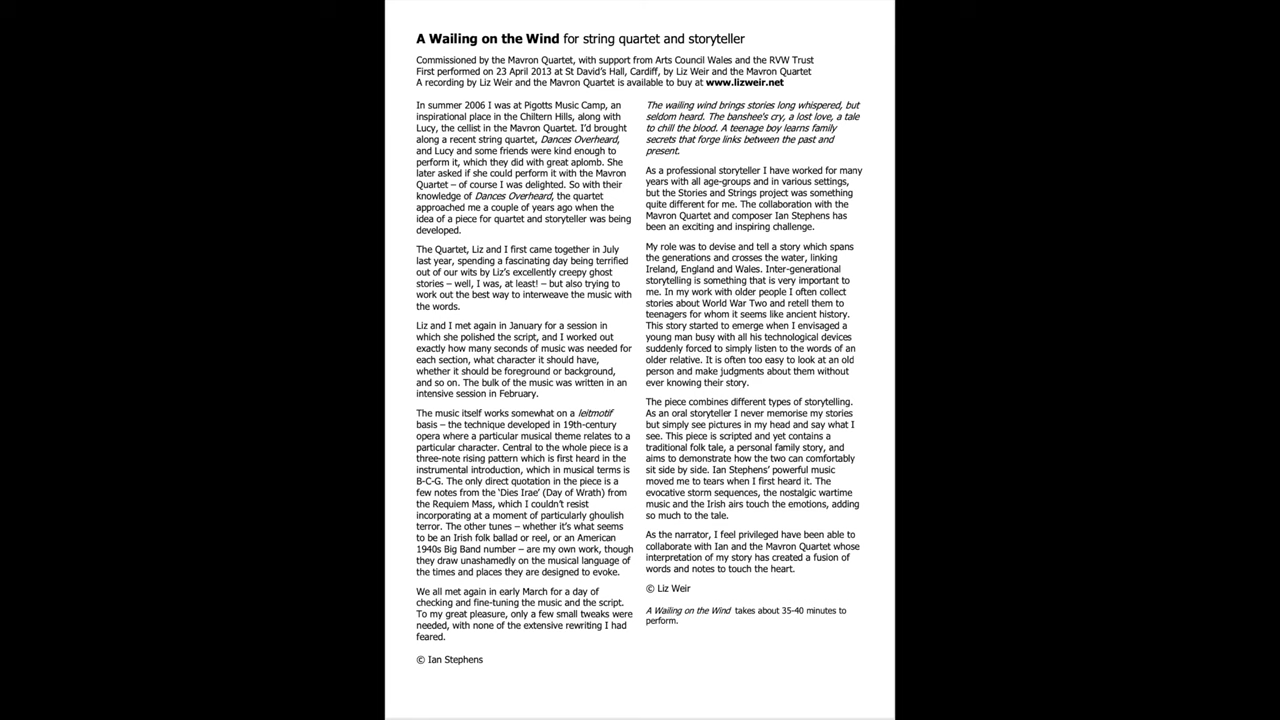 A Wailing on the Wind for string quartet and storyteller
Commissioned by the Mavron Quartet, with support from Arts Council Wales and the RVW Trust
First performed on 23 April 2013 at St David's Hall, Cardiff, by Liz Weir and the Mavron Quartet
A recording by Liz Weir and the Mavron Quartet is available to buy at www.lizweir.net
In summer 2006 I was at Pigotts Music Camp, an
inspirational place in the Chiltern Hills, along with
Lucy, the cellist in the Mavron Quartet. I'd brought
along a recent string quartet, Dances Overheard,
and Lucy and some friends were kind enough to
perform it, which they did with great aplomb. She
later asked if she could perform it with the Mavron
Quartet – of course I was delighted. So with their
knowledge of Dances Overheard, the quartet
approached me a couple of years ago when the
idea of a piece for quartet and storyteller was being
developed.
The Quartet, Liz and I first came together in July
last year, spending a fascinating day being terrified
out of our wits by Liz's excellently creepy ghost
stories – well, I was, at least! – but also trying to
work out the best way to interweave the music with
the words.
Liz and I met again in January for a session in
which she polished the script, and I worked out
exactly how many seconds of music was needed for
each section, what character it should have,
whether it should be foreground or background,
and so on. The bulk of the music was written in an
intensive session in February.
The music itself works somewhat on a leitmotif
basis – the technique developed in 19th-century
opera where a particular musical theme relates to a
particular character. Central to the whole piece is a
three-note rising pattern which is first heard in the
instrumental introduction, which in musical terms is
B-C-G. The only direct quotation in the piece is a
few notes from the 'Dies Irae' (Day of Wrath) from
the Requiem Mass, which I couldn't resist
incorporating at a moment of particularly ghoulish
terror. The other tunes – whether it's what seems
to be an Irish folk ballad or reel, or an American
1940s Big Band number – are my own work, though
they draw unashamedly on the musical language of
the times and places they are designed to evoke.
We all met again in early March for a day of
checking and fine-tuning the music and the script.
To my great pleasure, only a few small tweaks were
needed, with none of the extensive rewriting I had
feared.
© Ian Stephens
The wailing wind brings stories long whispered, but
seldom heard. The banshee's cry, a lost love, a tale
to chill the blood. A teenage boy learns family
secrets that forge links between the past and
present.
As a professional storyteller I have worked for many
years with all age-groups and in various settings,
but the Stories and Strings project was something
quite different for me. The collaboration with the
Mavron Quartet and composer Ian Stephens has
been an exciting and inspiring challenge.
My role was to devise and tell a story which spans
the generations and crosses the water, linking
Ireland, England and Wales. Inter-generational
storytelling is something that is very important to
me. In my work with older people I often collect
stories about World War Two and retell them to
teenagers for whom it seems like ancient history.
This story started to emerge when I envisaged a
young man busy with all his technological devices
suddenly forced to simply listen to the words of an
older relative. It is often too easy to look at an old
person and make judgments about them without
ever knowing their story.
The piece combines different types of storytelling.
As an oral storyteller I never memorise my stories
but simply see pictures in my head and say what I
see. This piece is scripted and yet contains a
traditional folk tale, a personal family story, and
aims to demonstrate how the two can comfortably
sit side by side. Ian Stephens' powerful music
moved me to tears when I first heard it. The
evocative storm sequences, the nostalgic wartime
music and the Irish airs touch the emotions, adding
so much to the tale.
As the narrator, I feel privileged have been able to
collaborate with Ian and the Mavron Quartet whose
interpretation of my story has created a fusion of
words and notes to touch the heart.
© Liz Weir
A Wailing on the Wind takes about 35-40 minutes to
perform.